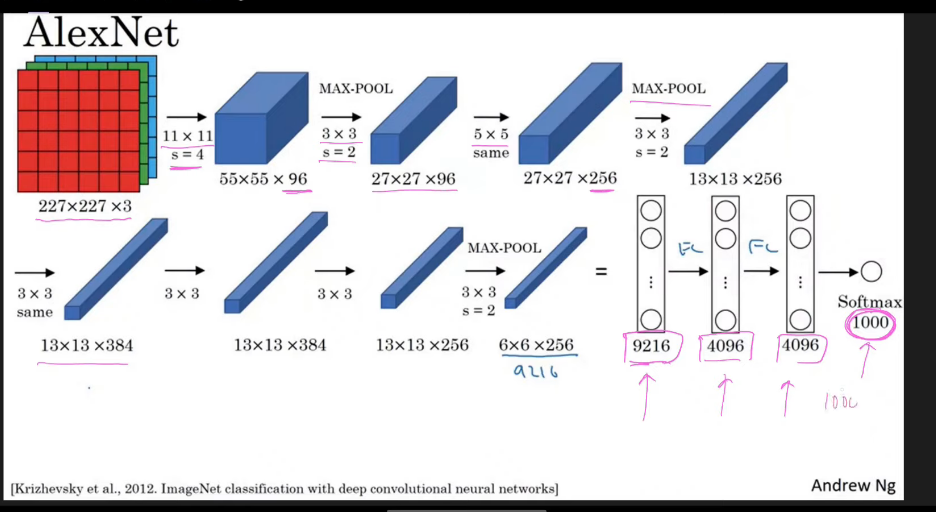 AlexNet
MAX-POOL
MAX-POOL
11 × 11
s = 4
3 × 3
s = 2
5 × 5
same
3 × 3
s = 2
55×55 × 96
27×27 ×96
27×27 ×256
13×13 ×256
227×227 ×3
MAX-POOL
FC
FC
=
3 × 3
same
3 × 3
3 × 3
3 × 3
s = 2
Softmax
1000
13×13 ×384
13×13 ×384
13×13 ×256
6×6 ×256
9216
4096
4096
9216
[Krizhevsky et al., 2012. ImageNet classification with deep convolutional neural networks]
Andrew Ng